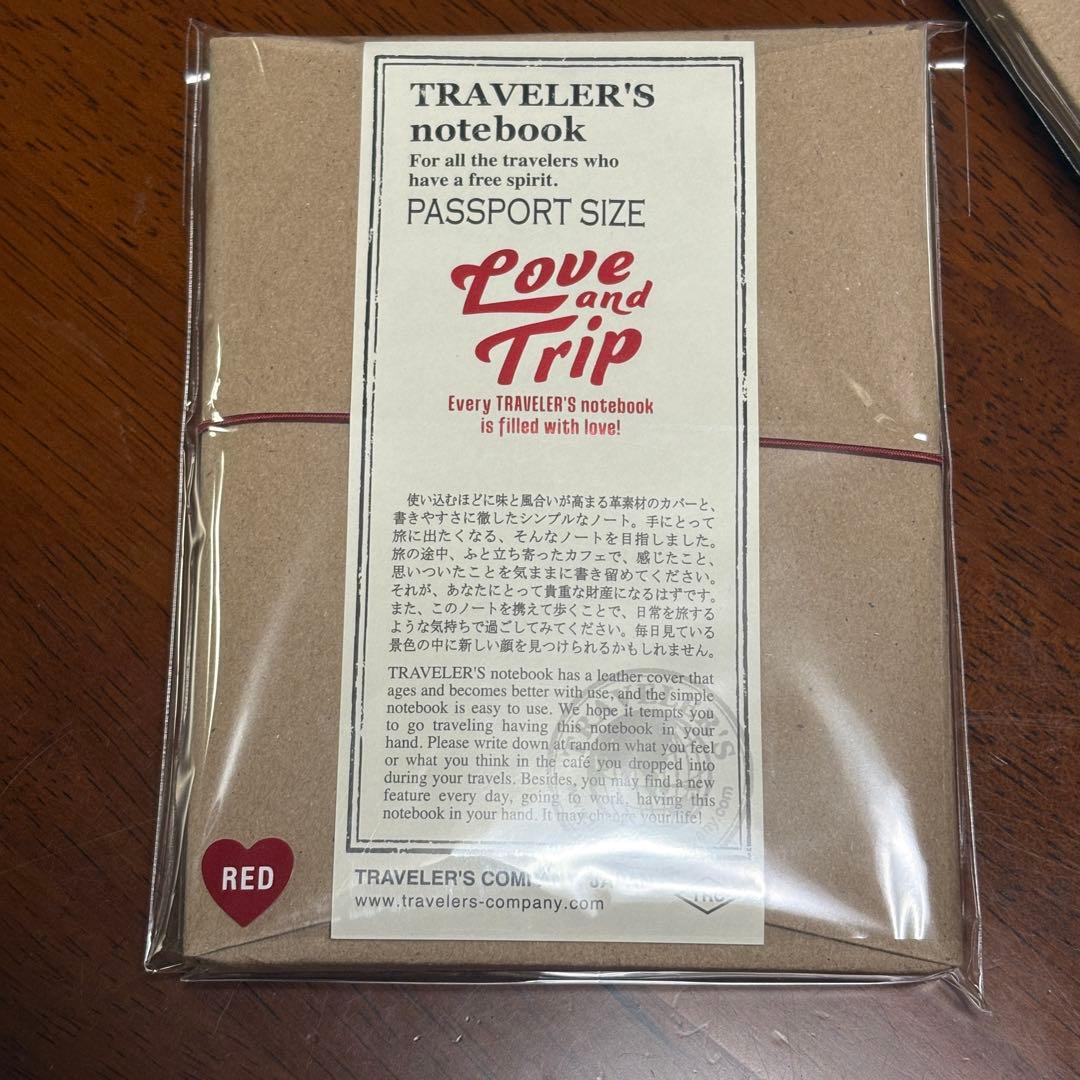 TRAVELER'S
notebook
For all the travelers who
have a free spirit.
PASSPORT SIZE
Love
and
Trip
Every TRAVELER'S notebook
is filled with love!
使い込むほどに味と風合いが高まる革素材のカバーと、
書きやすさに徹したシンプルなノート。手にとって
旅に出たくなる、そんなノートを目指しました。
旅の途中、ふと立ち寄ったカフェで、感じたこと、
思いついたことを気ままに書き留めてください。
それが、あなたにとって貴重な財産になるはずです。
また、このノートを携えて歩くことで、日常を旅する
ような気持ちで過ごしてみてください。毎日見ている
景色の中に新しい顔を見つけられるかもしれません。
TRAVELER'S notebook has a leather cover that
ages and becomes better with use, and the simple
notebook is easy to use. We hope it tempts you
to go traveling having this notebook in your
hand. Please write down at random what you feel
or what you think in the café you dropped into
during your travels. Besides, you may find a new
feature every day, going to work, having this
notebook in your hand. It may change your life!
TRAVELER'S
RED
TRAVELER'S
www.travelers-company.com